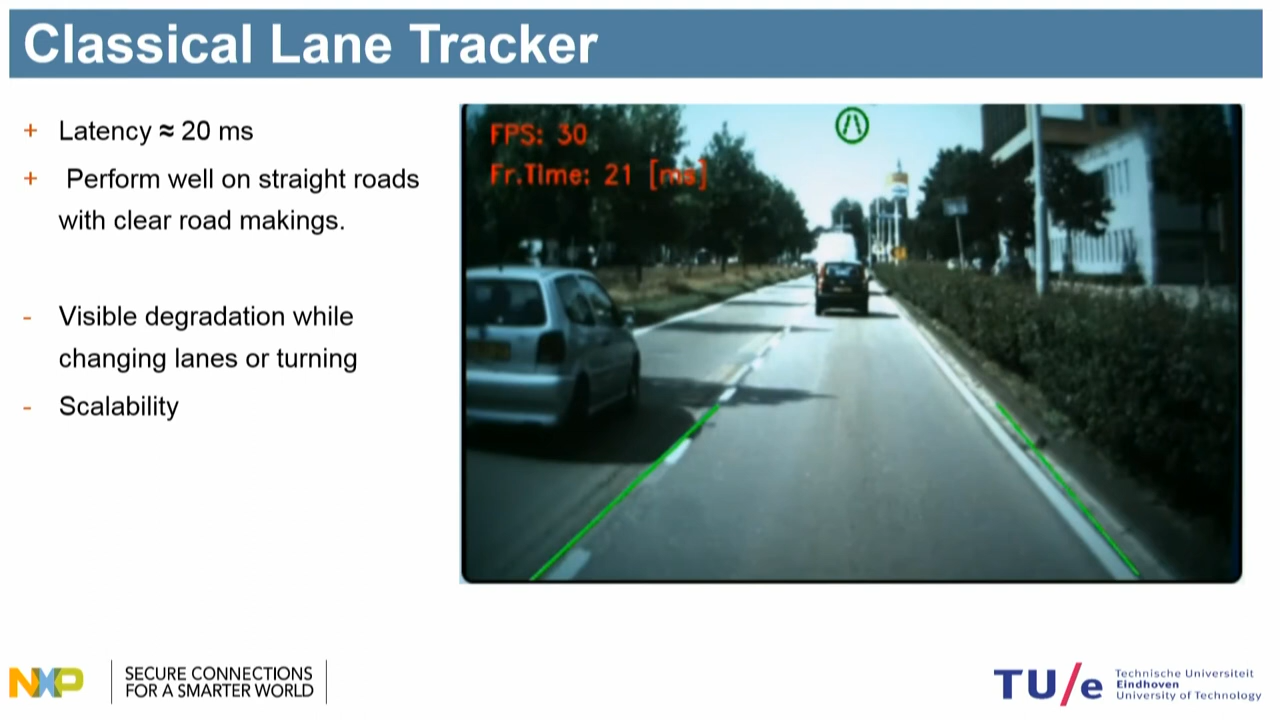 Classical Lane Tracker
+ Latency ≈ 20 ms
+ Perform well on straight roads
with clear road makings.
- Visible degradation while
changing lanes or turning
- Scalability
FPS: 30
Fr.Time: 21 [ms]
NXP
SECURE CONNECTIONS
FOR A SMARTER WORLD
TU/e
Technische Universiteit
Eindhoven
University of Technology